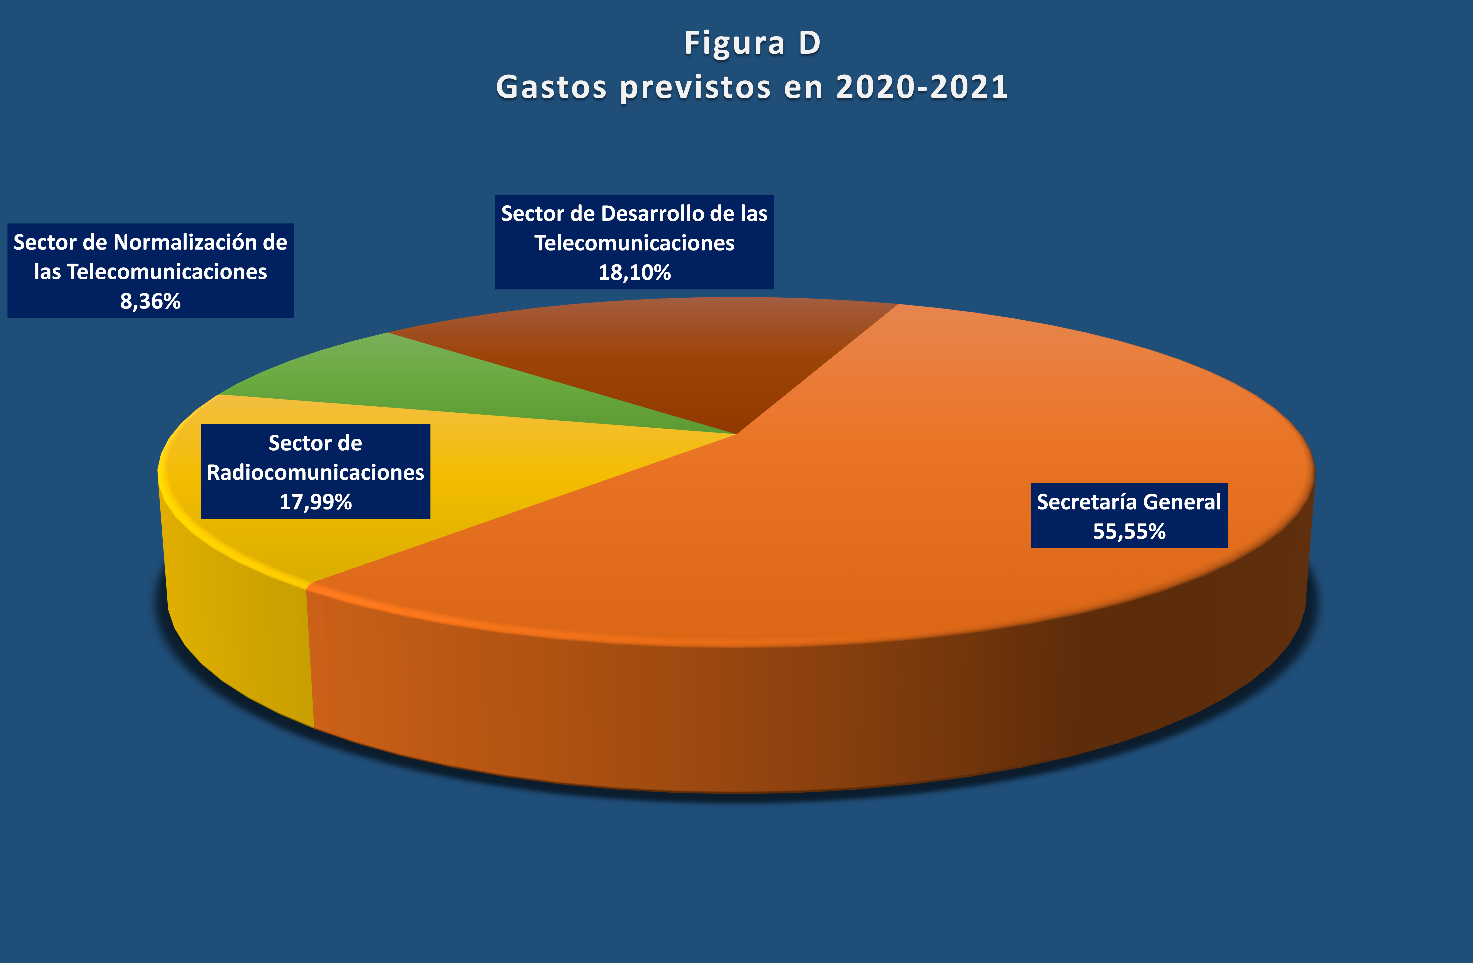 Figura D
Gastos previstos en 2020-2021
Sector de Desarrollo de las
Telecomunicaciones
18,10%
Sector de Normalización de
las Telecomunicaciones
8,36%
Sector de
Radiocomunicaciones
17,99%
Secretaría General
55,55%